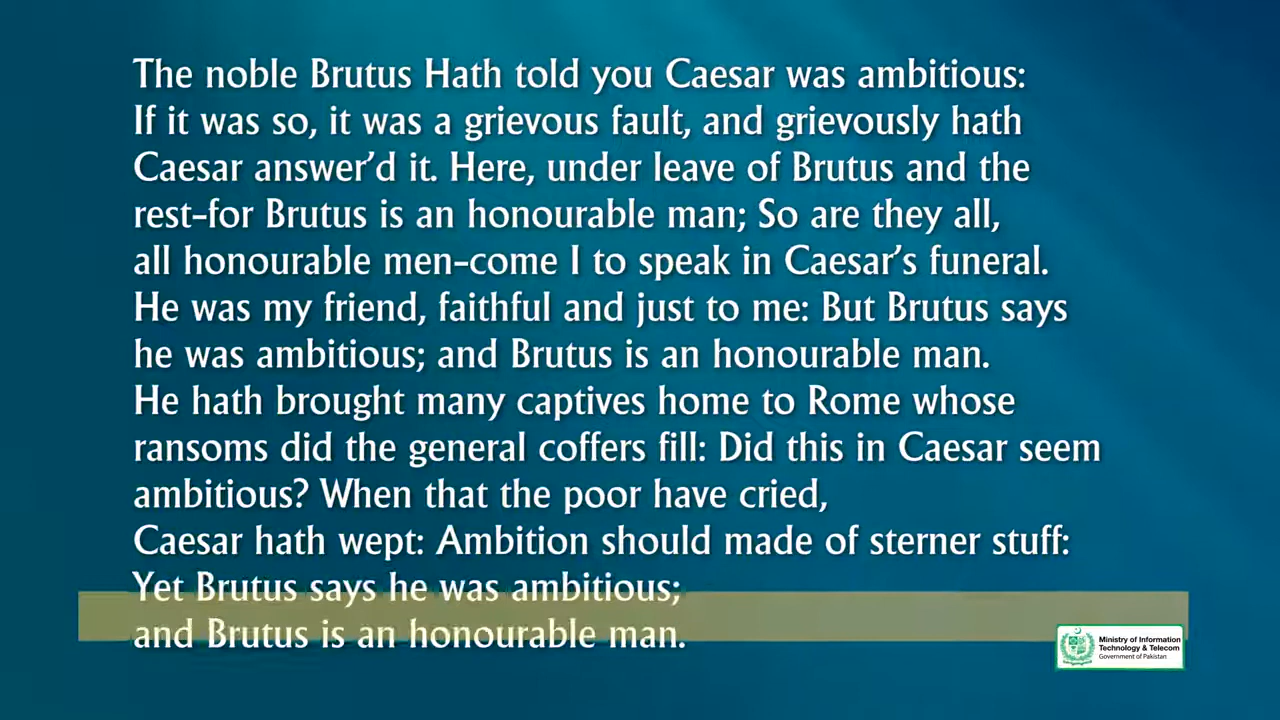 The noble Brutus Hath told you Caesar was ambitious:
If it was so, it was a grievous fault, and grievously hath
Caesar answer’d it. Here, under leave of Brutus and the
rest-for Brutus is an honourable man; So are they all,
all honourable men-come I to speak in Caesar’s funeral.
He was my friend, faithful and just to me: But Brutus says
he was ambitious; and Brutus is an honourable man.
He hath brought many captives home to Rome whose
ransoms did the general coffers fill: Did this in Caesar seem
ambitious? When that the poor have cried,
Caesar hath wept: Ambition should made of sterner stuff:
Yet Brutus says he was ambitious;
and Brutus is an honourable man.
Ministry of Information
Technology & Telecom
Government of Pakistan